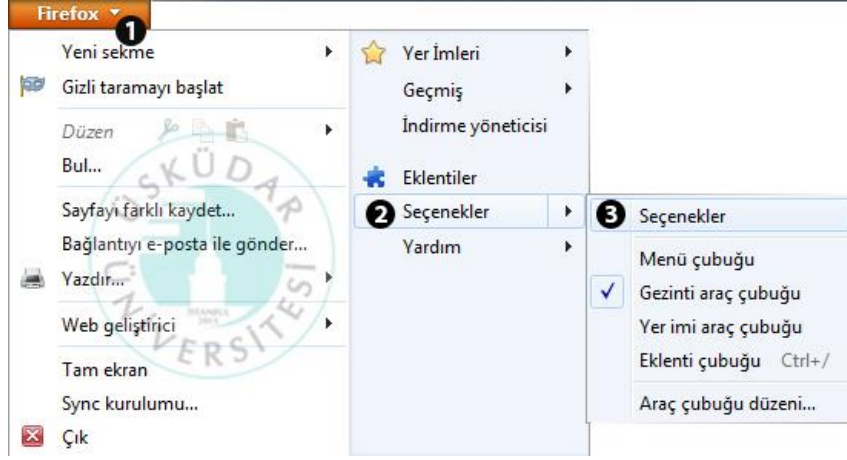 Firefox
1
Yeni sekme
Gizli taramayı başlat
Düzen
Bul...
Sayfayı farklı kaydet...
Bağlantıyı e-posta ile gönder...
Yazdır...
Web geliştirici
Tam ekran
Sync kurulumu...
Çık
Yer İmleri
Geçmiş
İndirme yöneticisi
Eklentiler
2 Seçenekler
Yardım
3 Seçenekler
Menü çubuğu
Gezinti araç çubuğu
Yer imi araç çubuğu
Eklenti çubuğu Ctrl+/
Araç çubuğu düzeni...
ÜSKÜDAR
ÜNİVERSİTESİ
İSTANBUL